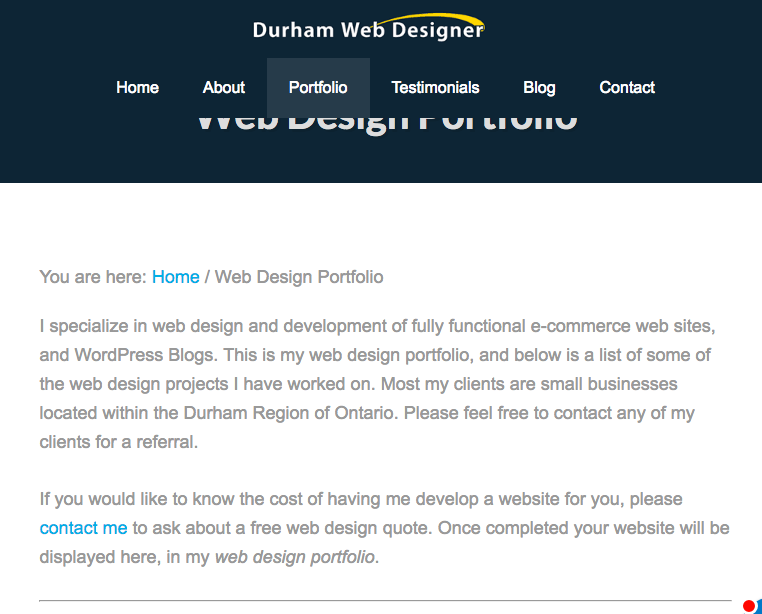 Durham Web Designer
Home About Portfolio Testimonials Blog Contact
Web Design Portfolio
You are here: Home / Web Design Portfolio
I specialize in web design and development of fully functional e-commerce web sites,
and WordPress Blogs. This is my web design portfolio, and below is a list of some of
the web design projects I have worked on. Most my clients are small businesses
located within the Durham Region of Ontario. Please feel free to contact any of my
clients for a referral.
If you would like to know the cost of having me develop a website for you, please
contact me to ask about a free web design quote. Once completed your website will be
displayed here, in my web design portfolio.